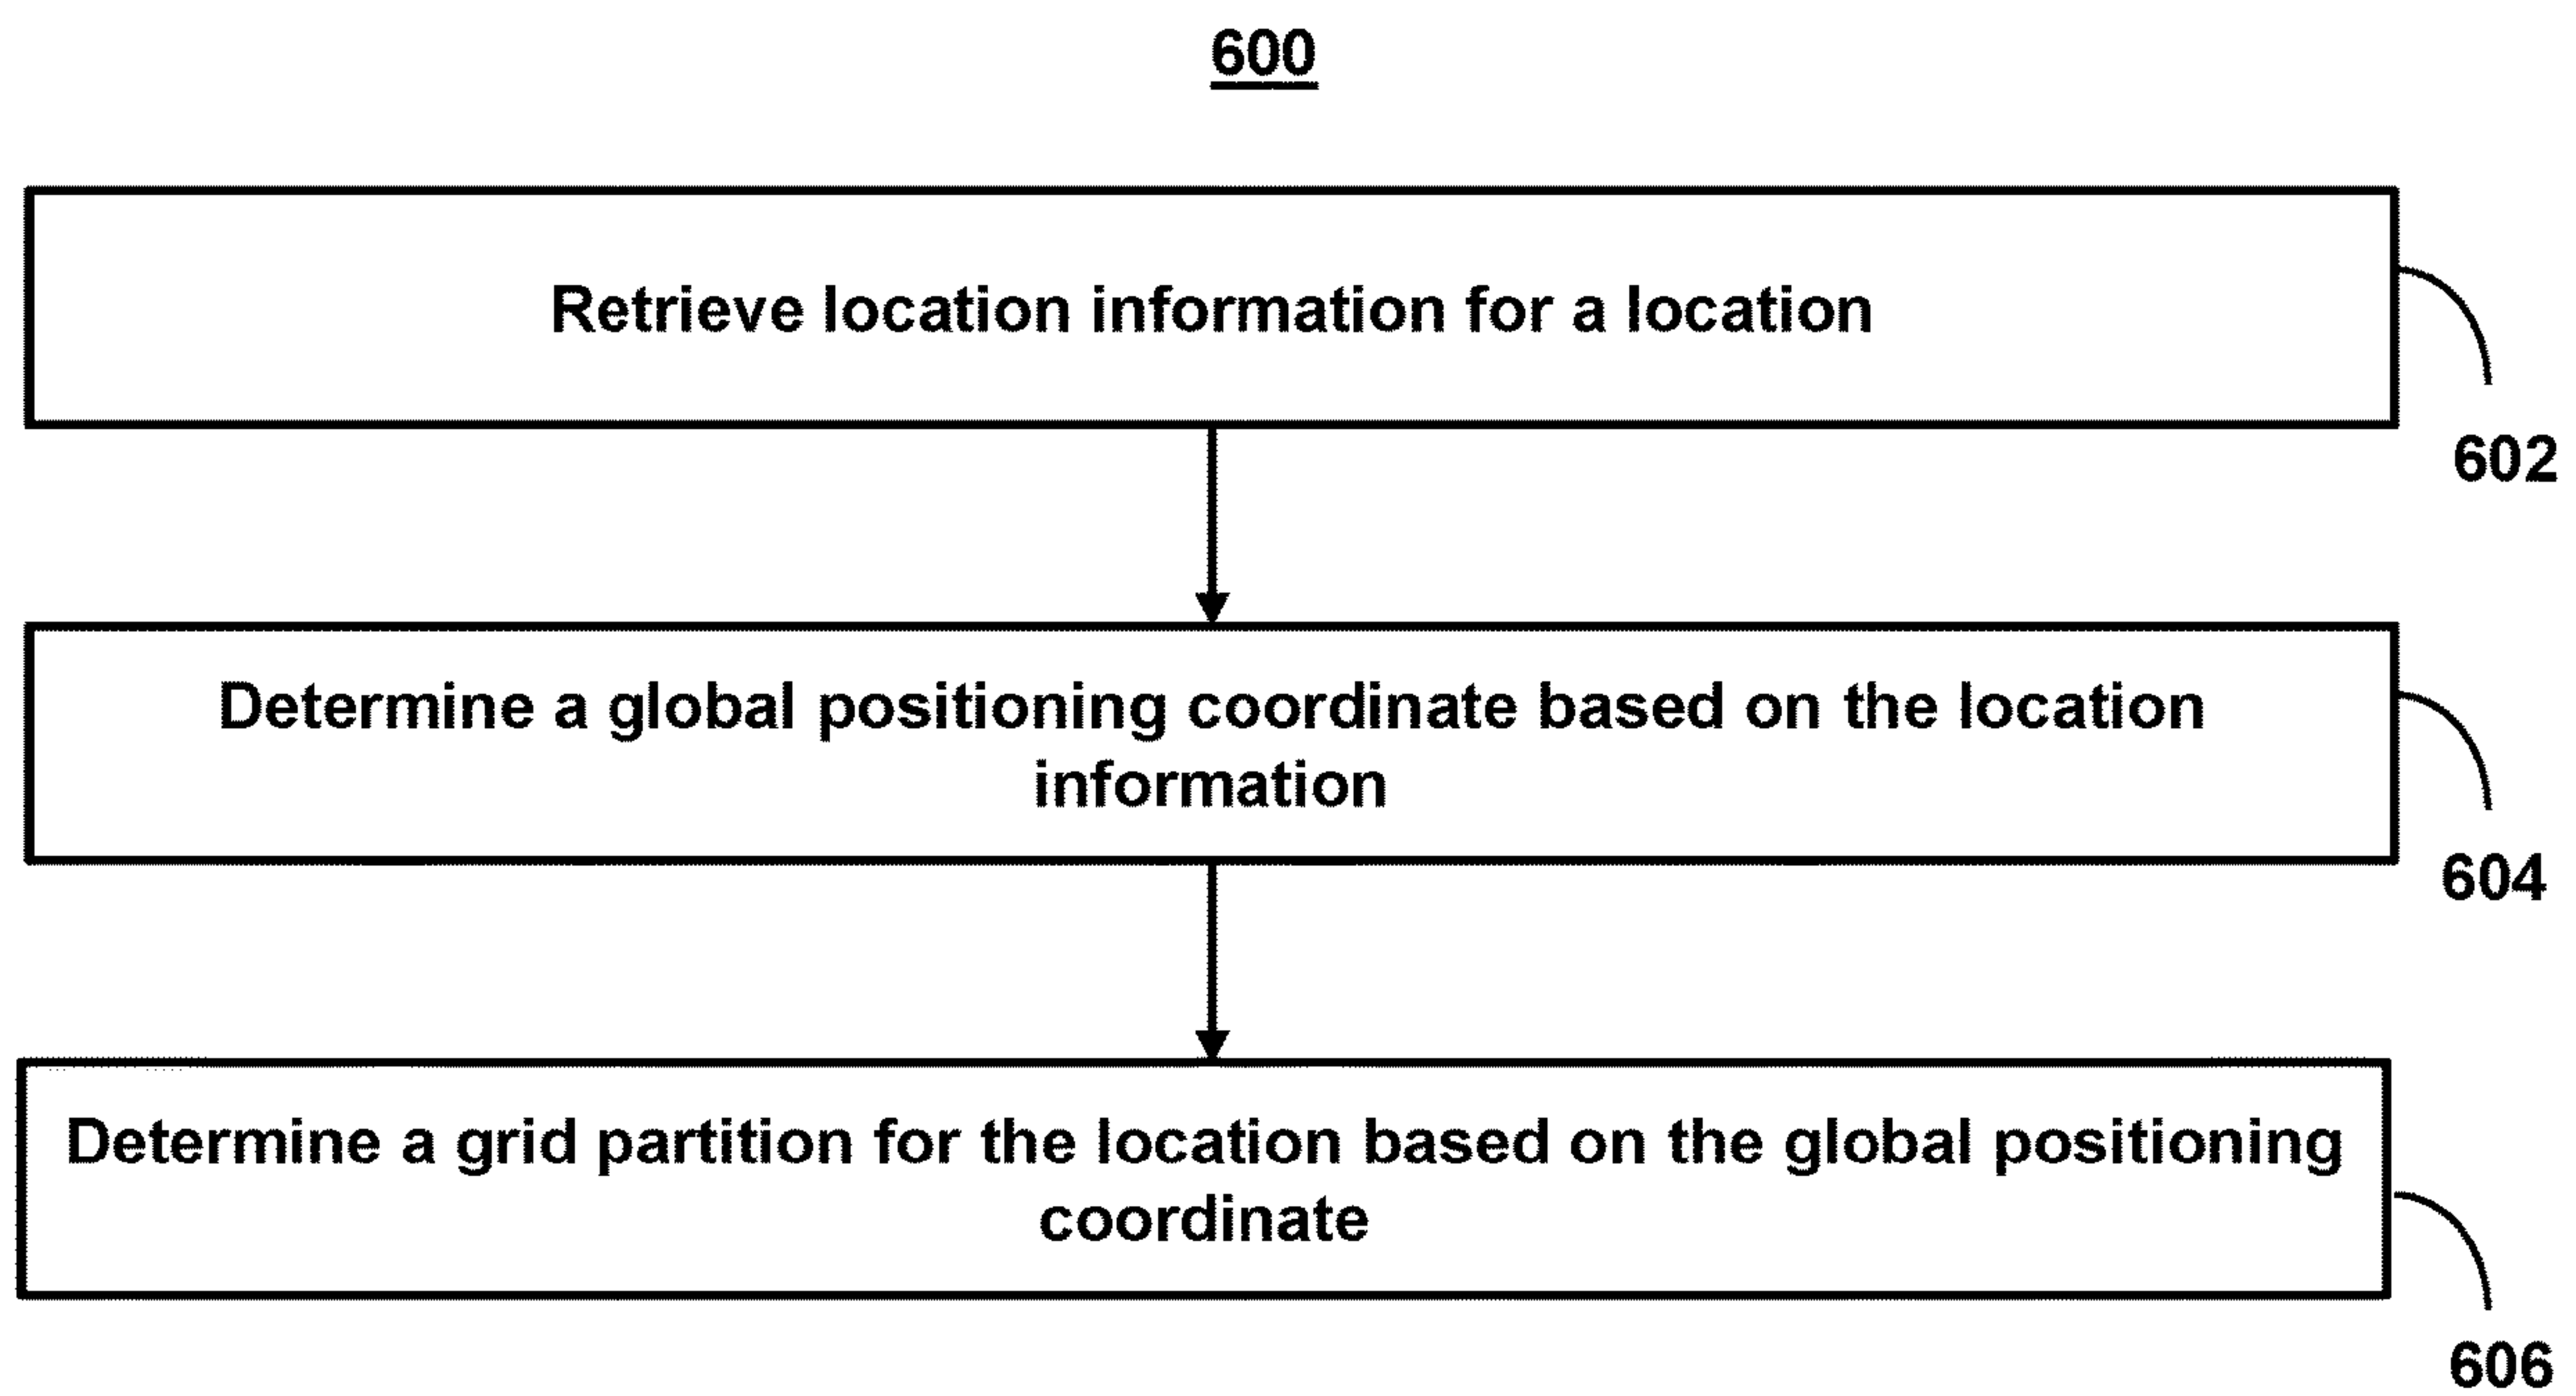 600
Retrieve location information for a location
602
Determine a global positioning coordinate based on the location
information
604
Determine a grid partition for the location based on the global positioning
coordinate
606